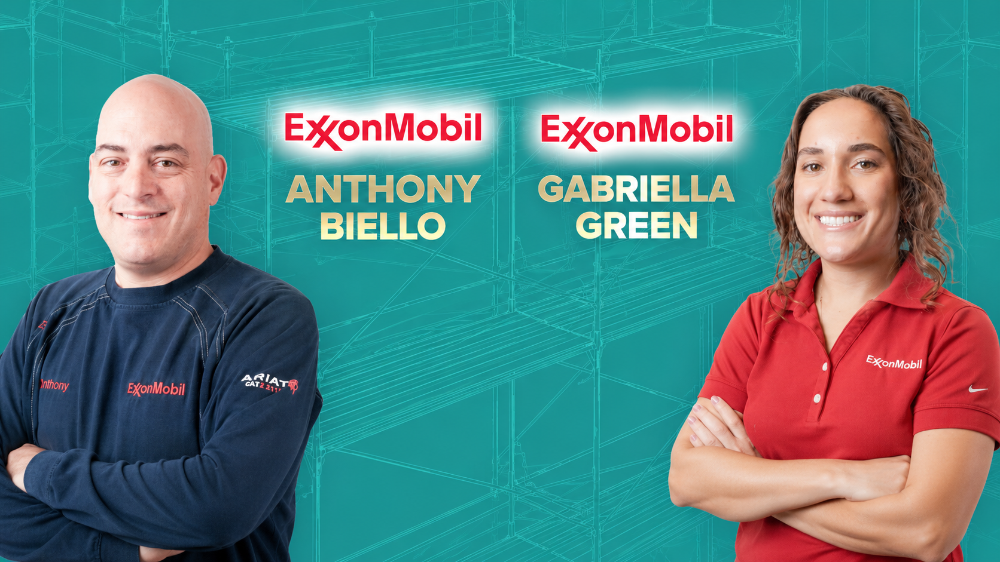 ExxonMobil
ANTHONY
BIELLO
ExxonMobil
GABRIELLA
GREEN
Anthony
ExxonMobil
ARIAT
ExxonMobil